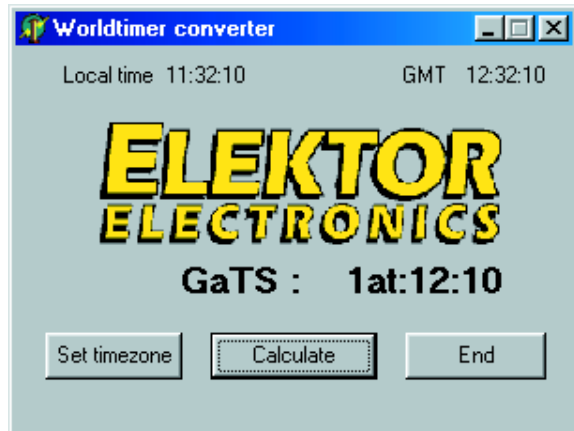 Worldtimer converter
Local time 11:32:10 GMT 12:32:10
ELEKTOR
ELECTRONICS
GaTS : 1at:12:10
Set timezone Calculate End